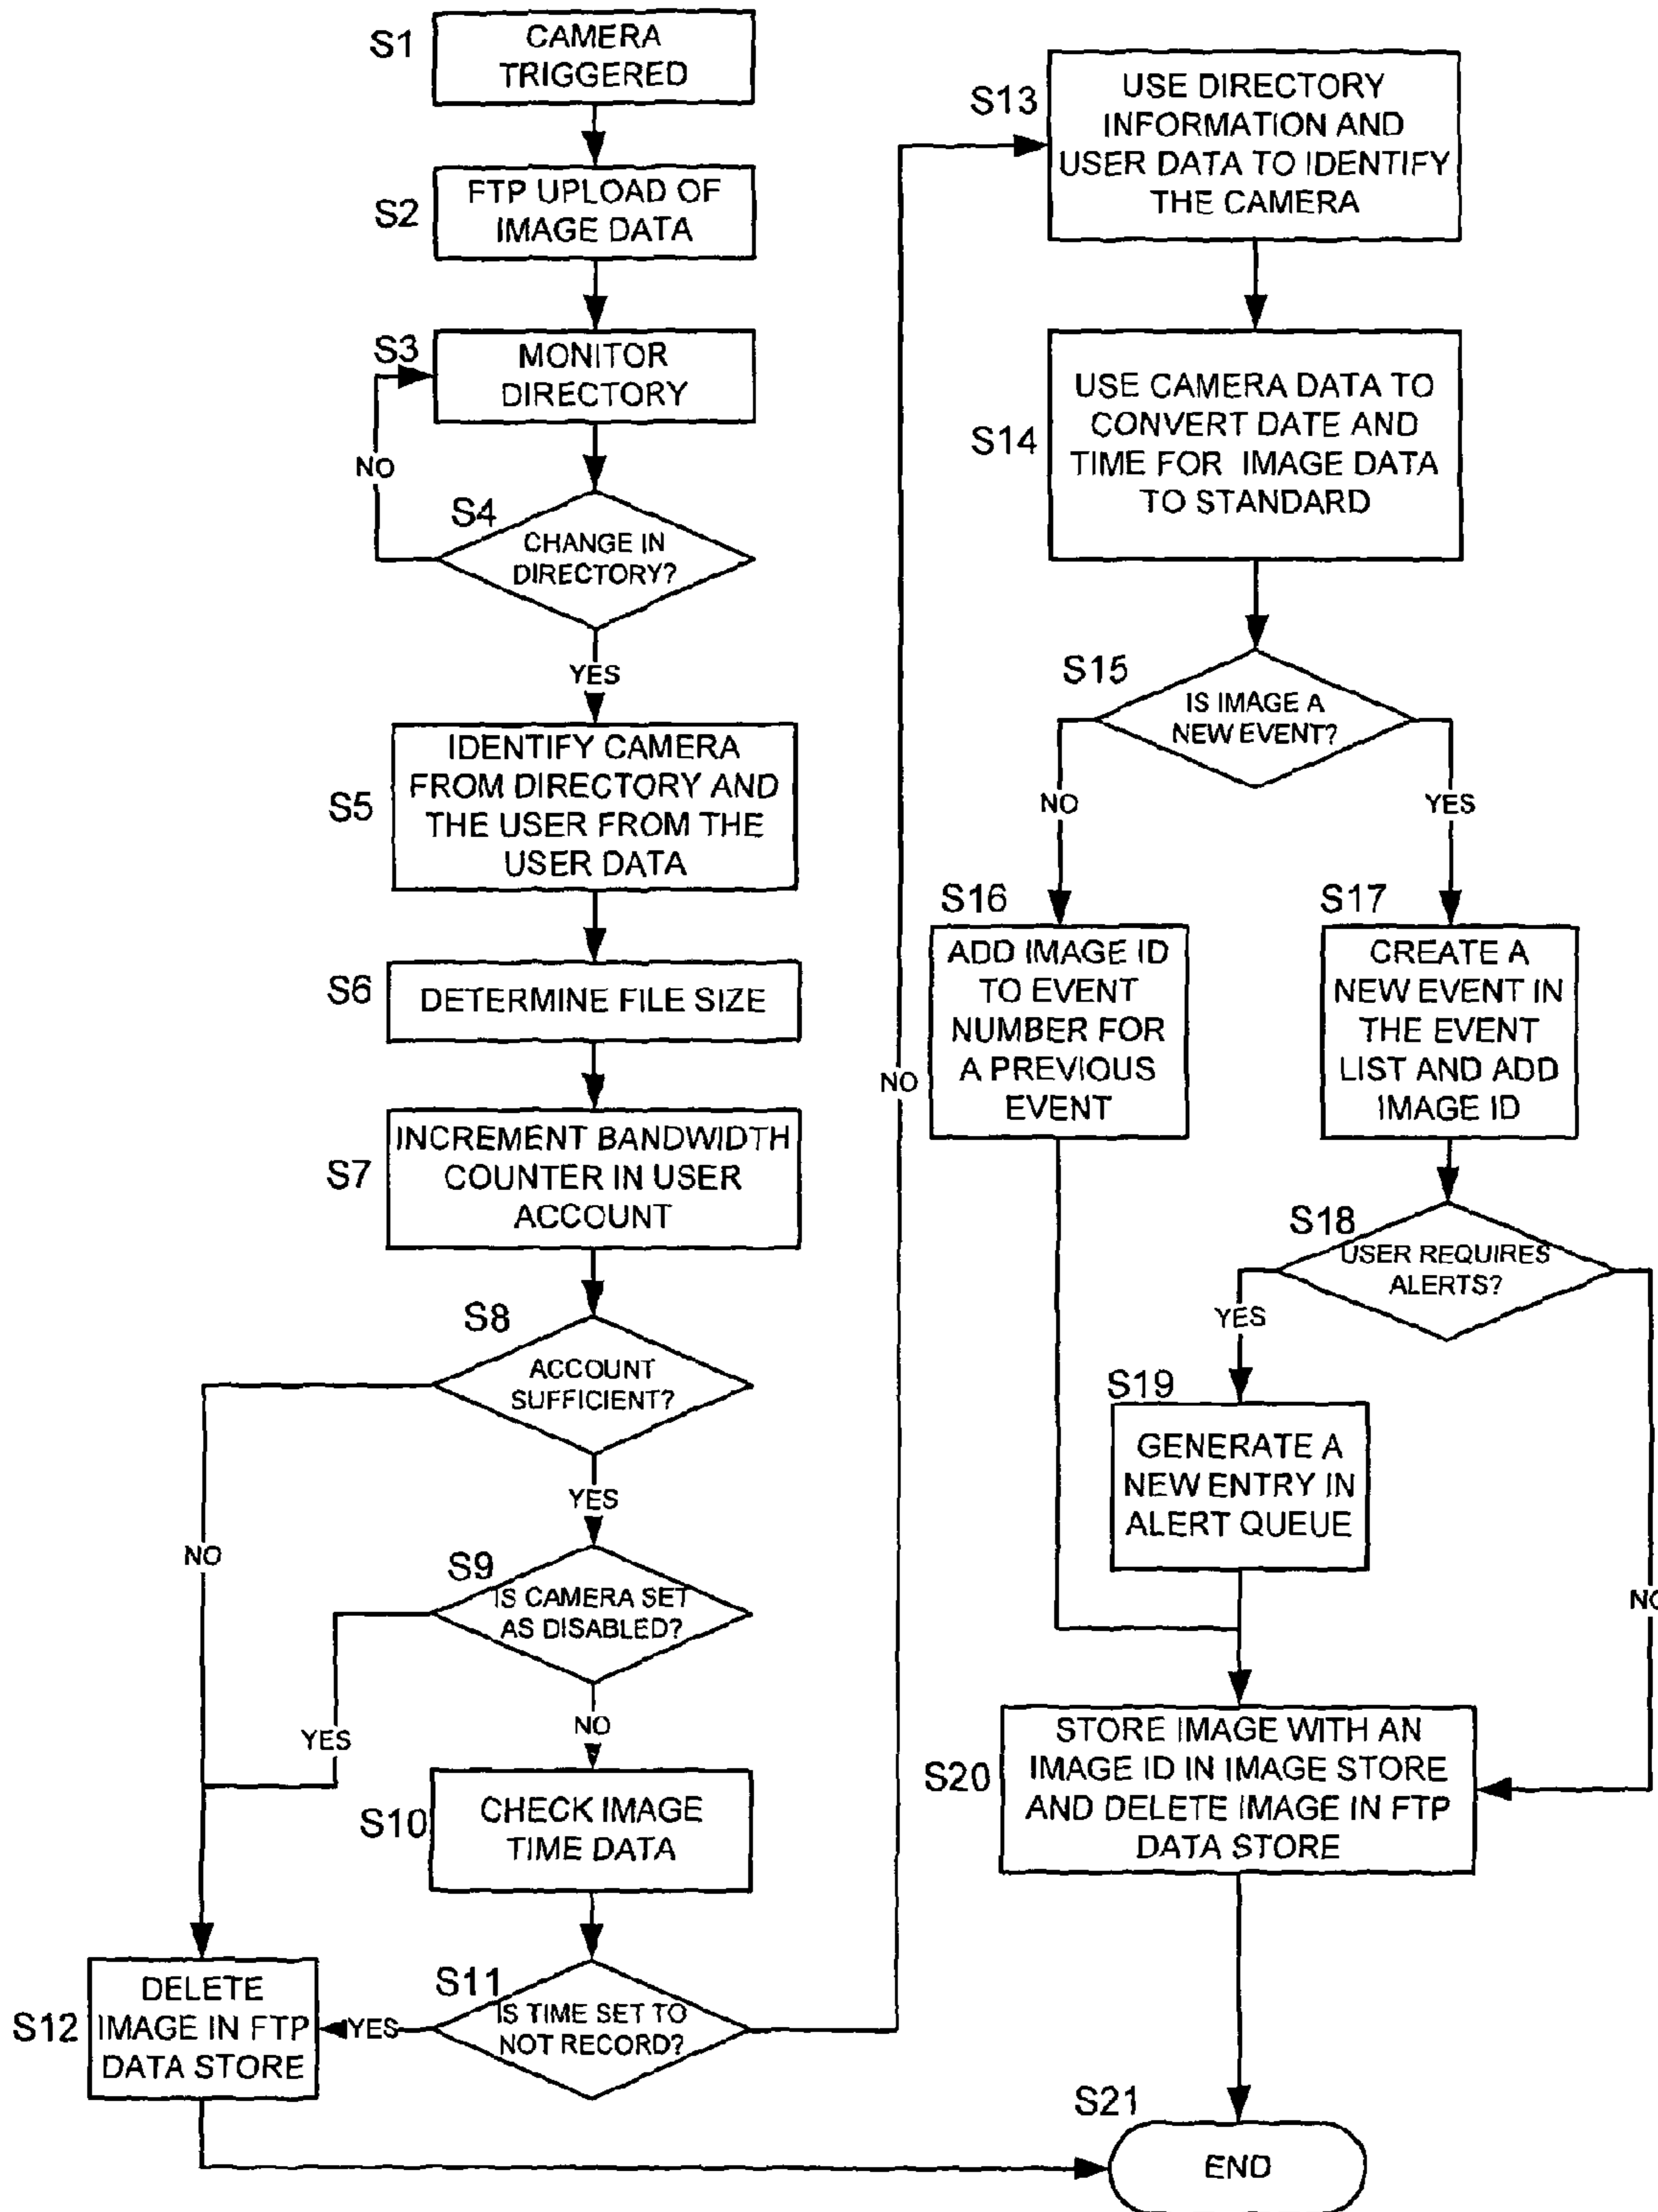 S1
CAMERA
TRIGGERED
S2
FTP UPLOAD OF
IMAGE DATA
S3
MONITOR
DIRECTORY
NO
S4
CHANGE IN
DIRECTORY?
YES
S5
IDENTIFY CAMERA
FROM DIRECTORY AND
THE USER FROM THE
USER DATA
S6
DETERMINE FILE SIZE
S7
INCREMENT BANDWIDTH
COUNTER IN USER
ACCOUNT
S8
ACCOUNT
SUFFICIENT?
NO
YES
S9
IS CAMERA SET
AS DISABLED?
YES
NO
S10
CHECK IMAGE
TIME DATA
S11
IS TIME SET TO
NOT RECORD?
YES
NO
S12
DELETE
IMAGE IN FTP
DATA STORE
S13
USE DIRECTORY
INFORMATION AND
USER DATA TO IDENTIFY
THE CAMERA
S14
USE CAMERA DATA TO
CONVERT DATE AND
TIME FOR IMAGE DATA
TO STANDARD
S15
IS IMAGE A
NEW EVENT?
NO
YES
S16
ADD IMAGE ID
TO EVENT
NUMBER FOR
A PREVIOUS
EVENT
S17
CREATE A
NEW EVENT IN
THE EVENT
LIST AND ADD
IMAGE ID
S18
USER REQUIRES
ALERTS?
YES
NO
S19
GENERATE A
NEW ENTRY IN
ALERT QUEUE
S20
STORE IMAGE WITH AN
IMAGE ID IN IMAGE STORE
AND DELETE IMAGE IN FTP
DATA STORE
S21
END